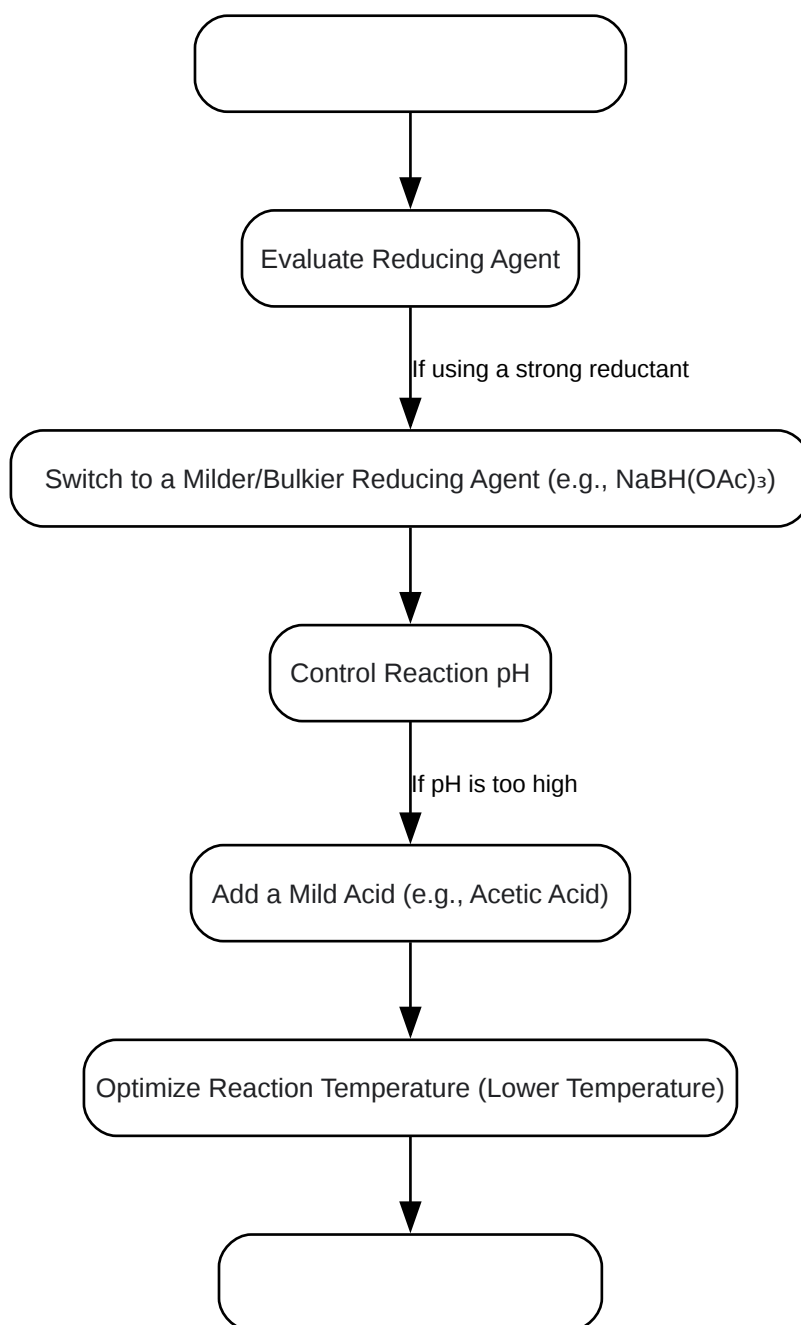 Evaluate Reducing Agent
If using a strong reductant
Switch to a Milder/Bulkier Reducing Agent (e.g., NaBH(OAc)₃)
Control Reaction pH
If pH is too high
Add a Mild Acid (e.g., Acetic Acid)
Optimize Reaction Temperature (Lower Temperature)